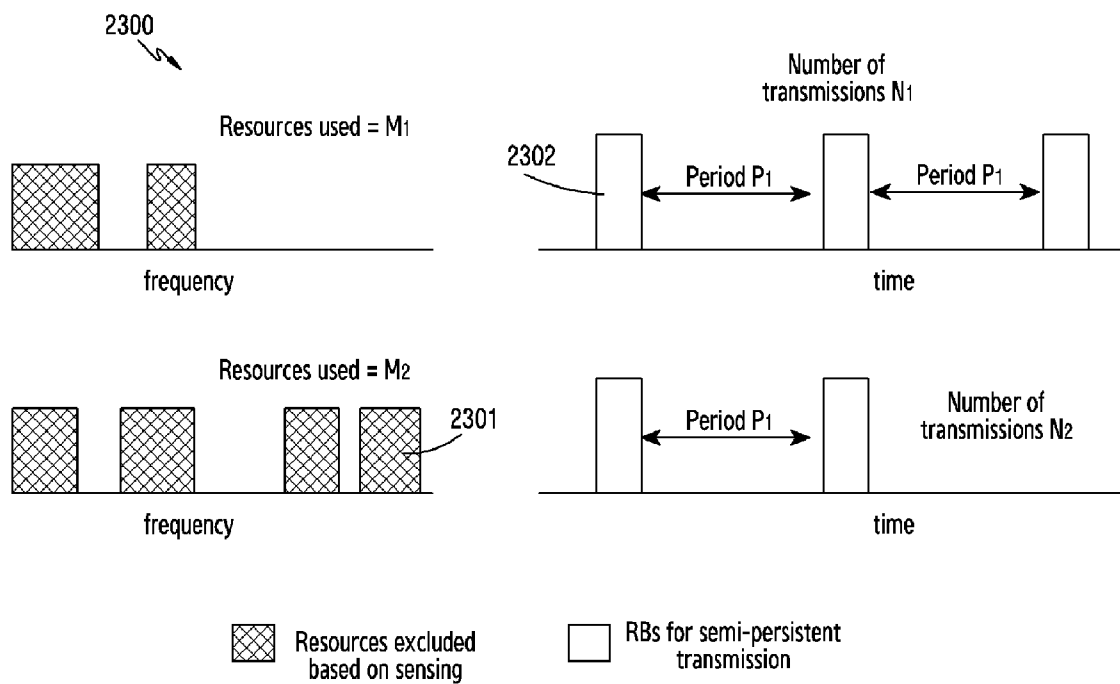 2300
Number of
transmissions N1
Resources used = M1
2302
Period P1
Period P1
frequency
time
Resources used = M2
2301
Period P1
Number of
transmissions N2
frequency
time
Resources excluded
based on sensing
RBs for semi-persistent
transmission